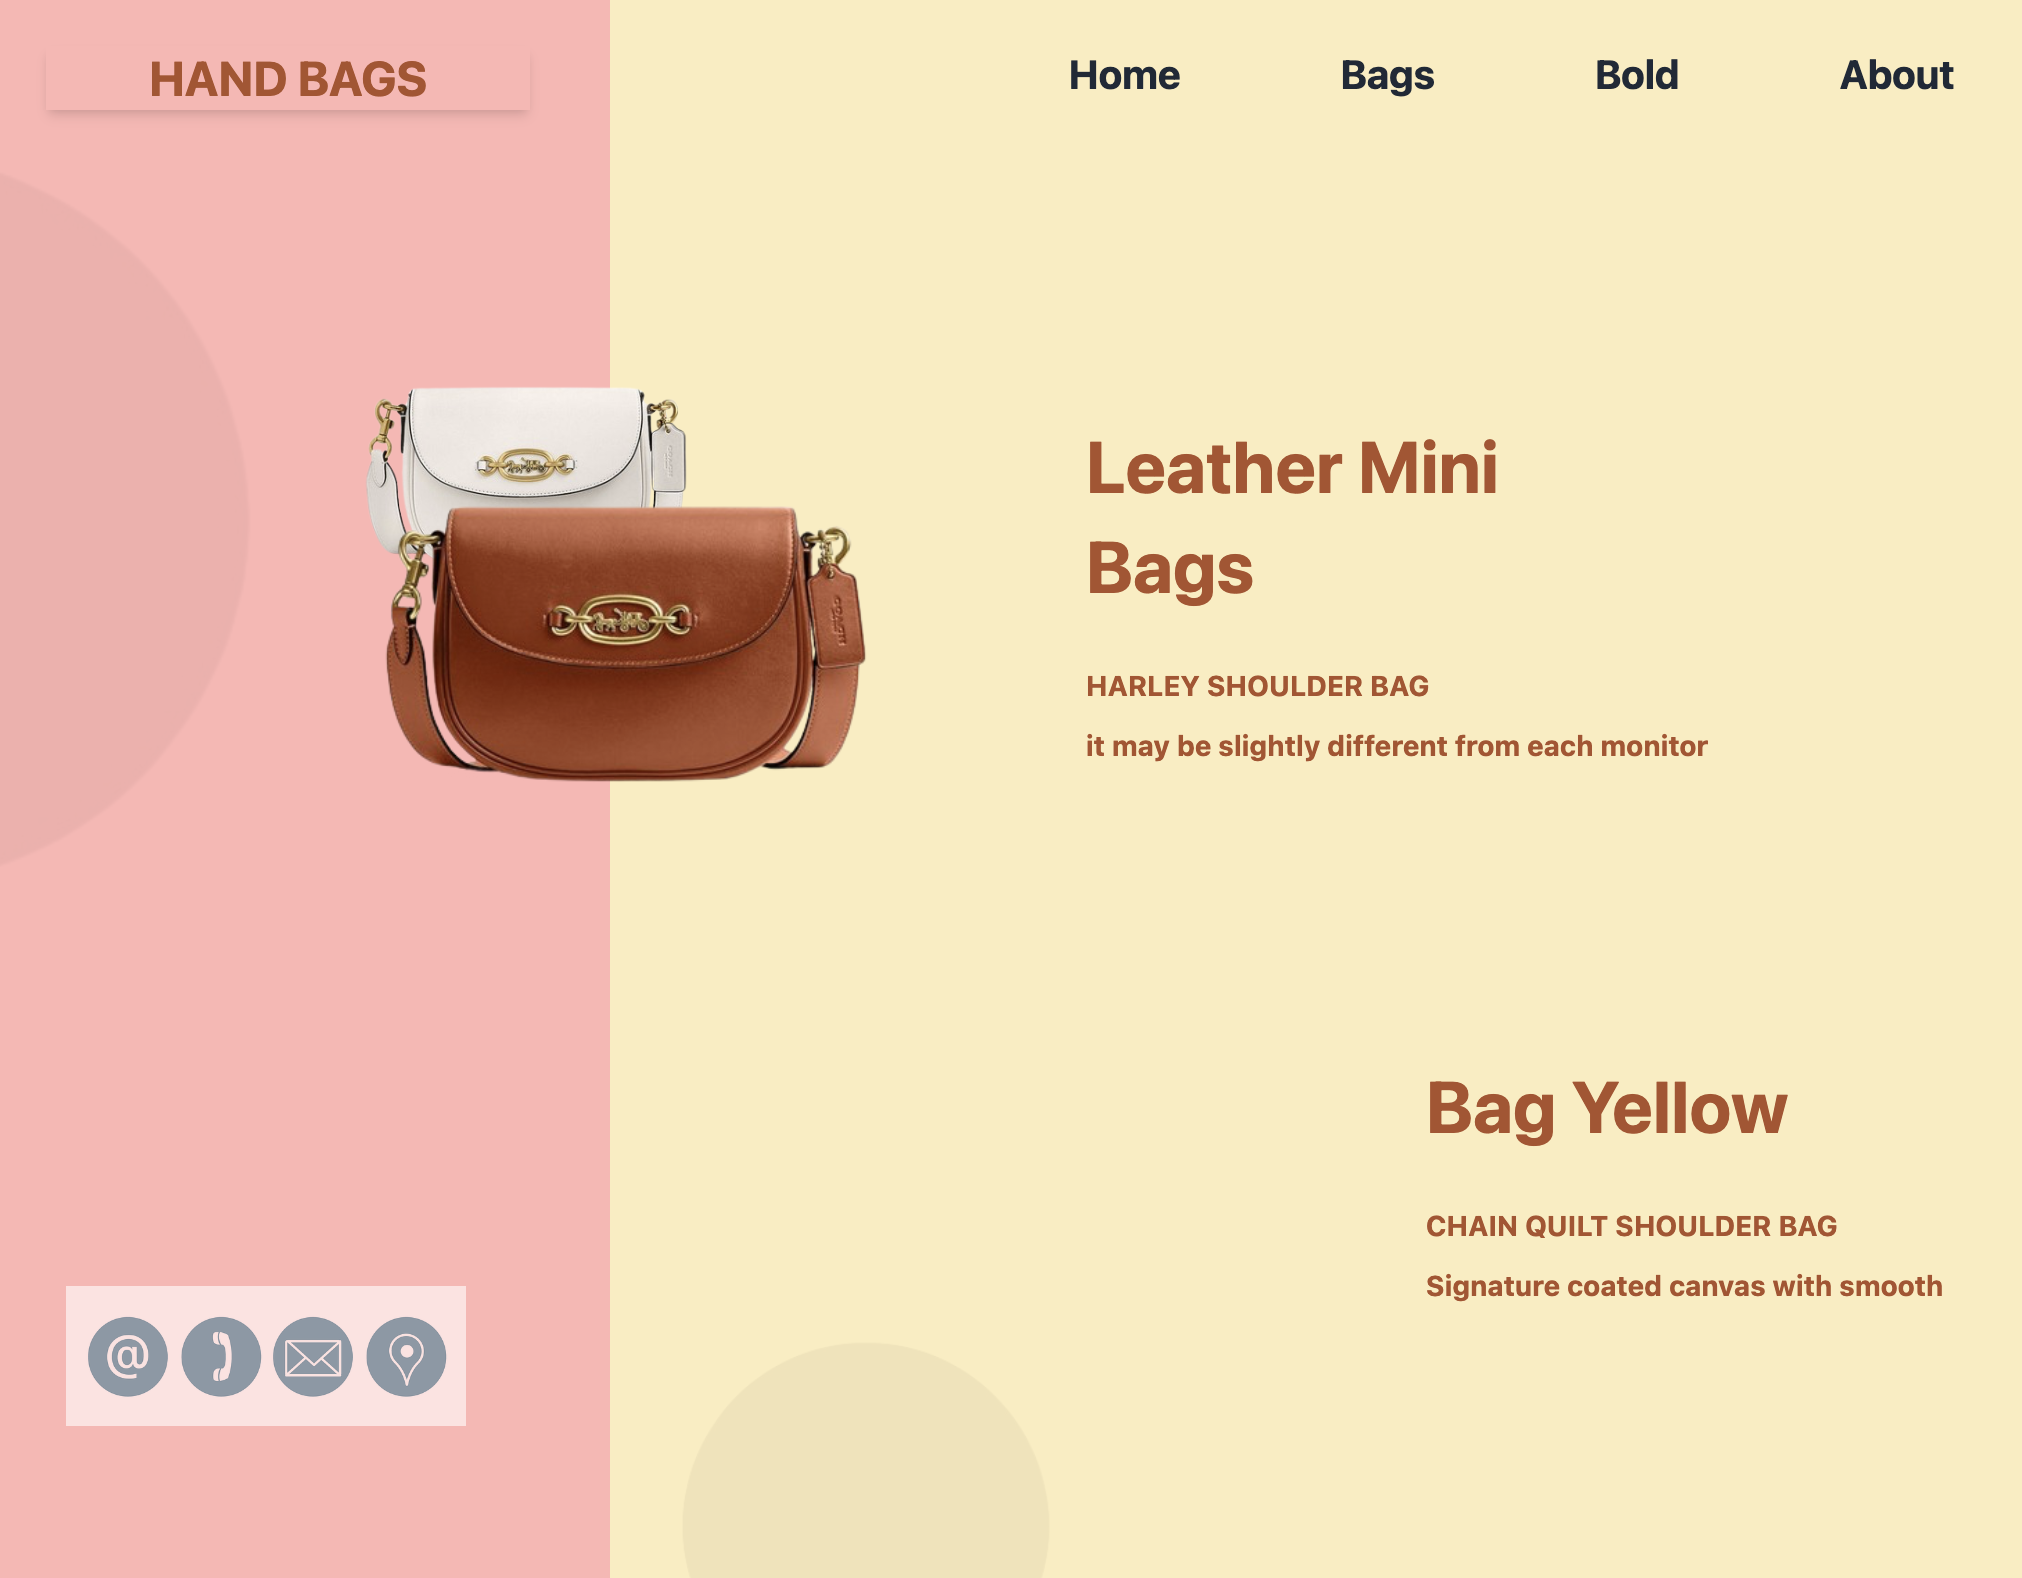 HAND BAGS
Home
Bags
Bold
About
Leather Mini
Bags
HARLEY SHOULDER BAG
it may be slightly different from each monitor
Bag Yellow
CHAIN QUILT SHOULDER BAG
Signature coated canvas with smooth
@